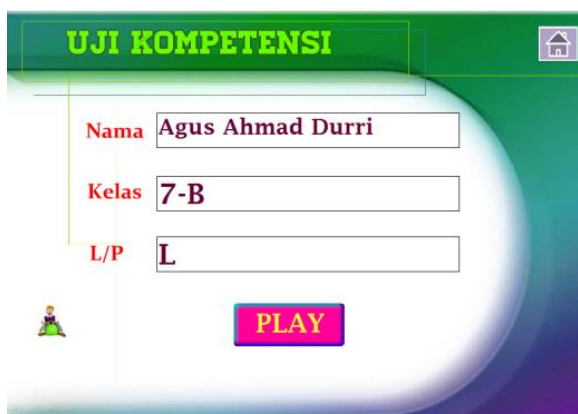 UJI KOMPETENSI
Nama Agus Ahmad Durri
Kelas 7-B
L/P L
PLAY